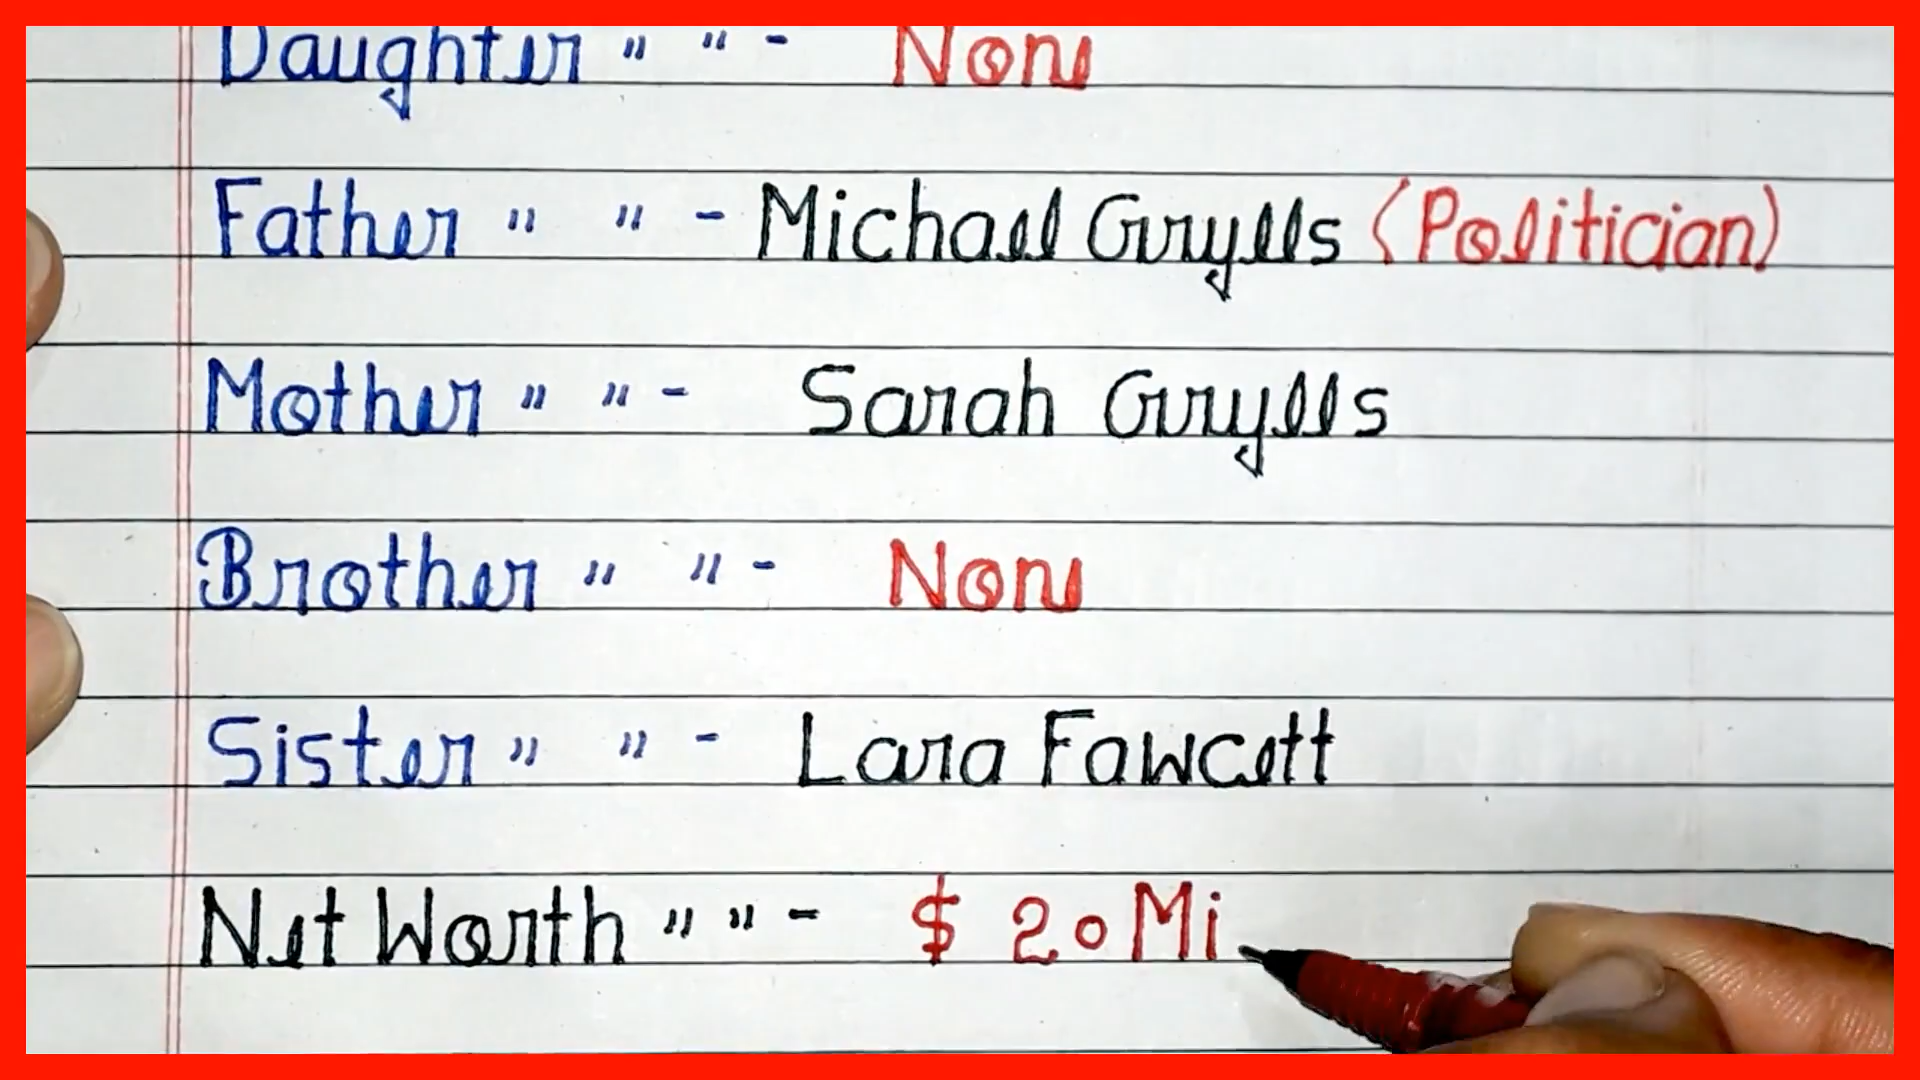 Daughter " " - None
Father " " - Michael Grylls (Politician)
Mother " " - Sarah Grylls
Brother " " - None
Sister " " - Lara Fawcett
Net Worth " " - $ 20 Mi